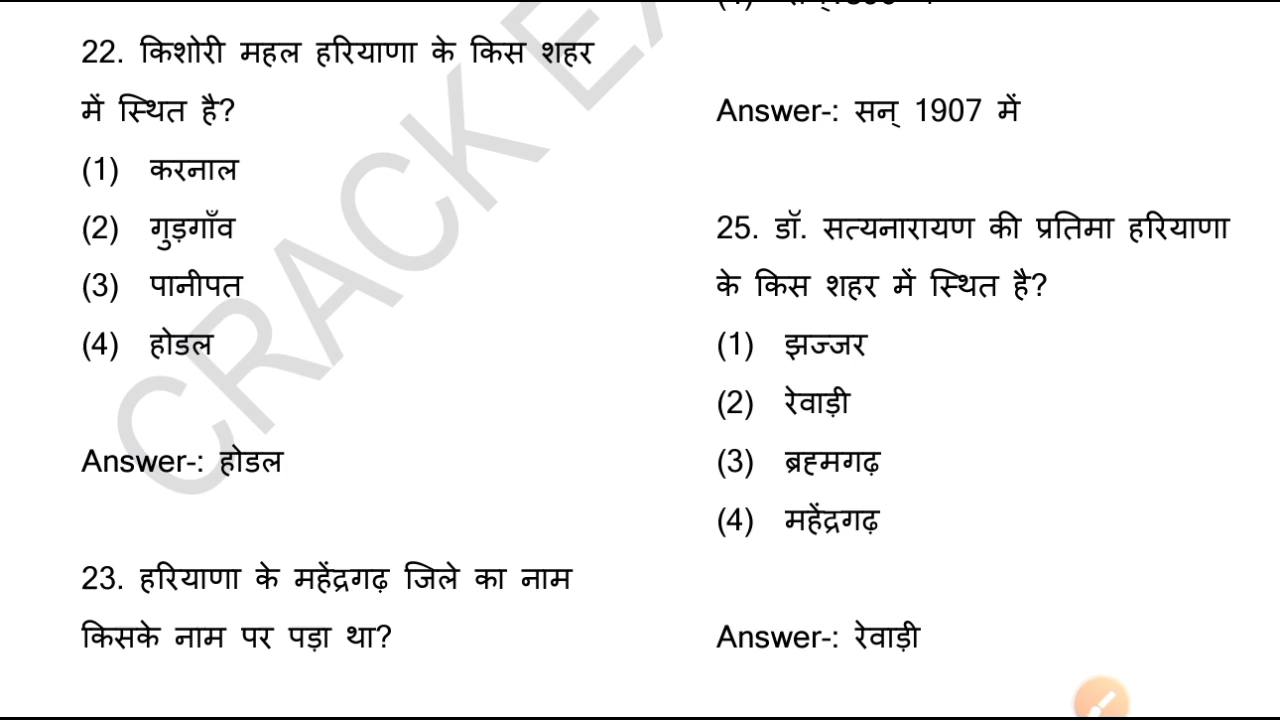 22. किशोरी महल हरियाणा के किस शहर
में स्थित है?
(1) करनाल
(2) गुड़गाँव
(3) पानीपत
(4) होडल
Answer-: होडल
23. हरियाणा के महेंद्रगढ़ जिले का नाम
किसके नाम पर पड़ा था?
Answer-: सन् 1907 में
25. डॉ. सत्यनारायण की प्रतिमा हरियाणा
के किस शहर में स्थित है?
(1) झज्जर
(2) रेवाड़ी
(3) ब्रह्मगढ़
(4) महेंद्रगढ़
Answer-: रेवाड़ी
CRACK